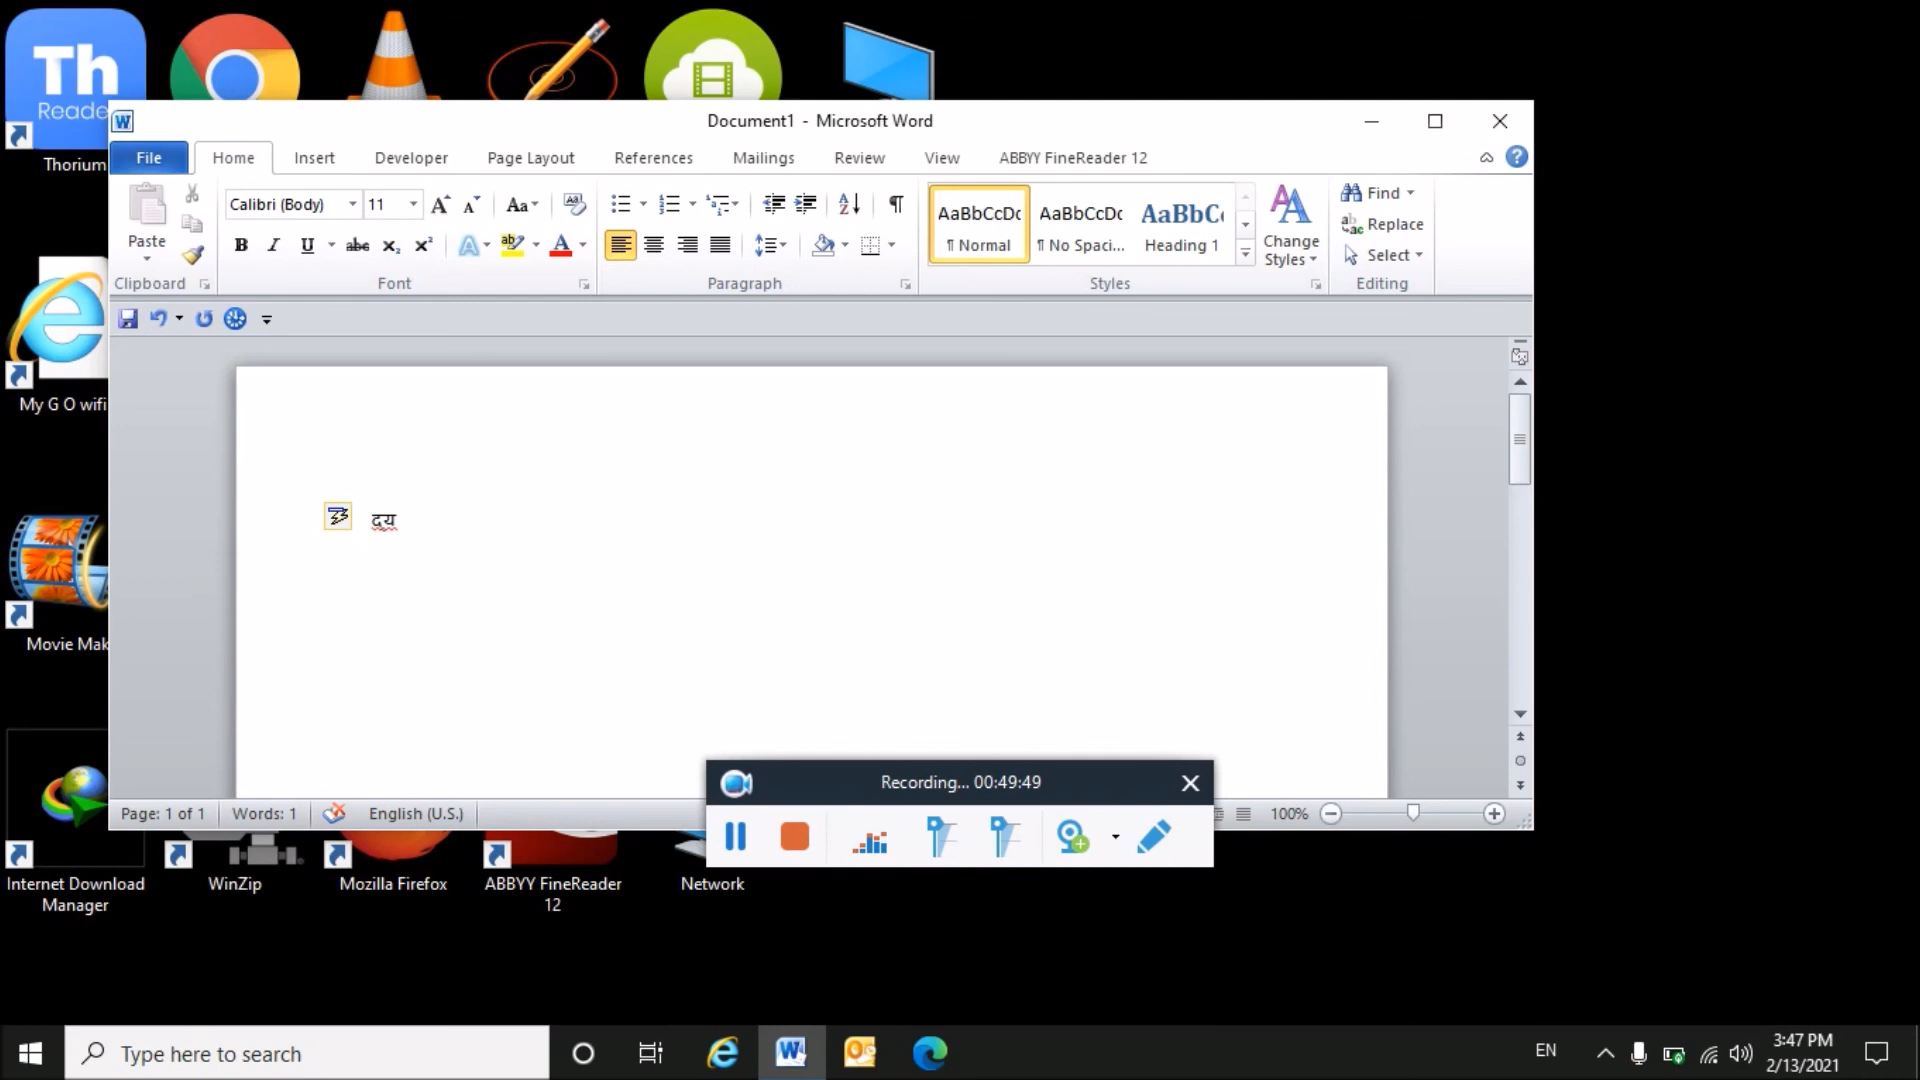 Th
Reade
Thorium
Document1 - Microsoft Word
File Home Insert Developer Page Layout References Mailings Review View ABBYY FineReader 12
Paste
Clipboard
Calibri (Body) 11
Font
Paragraph
AaBbCcDc AaBbCcDc AaBbC
¶ Normal ¶ No Spaci... Heading 1
Change
Styles
Styles
Find
Replace
Select
Editing
My G O wifi
दय
Movie Mak
Recording... 00:49:49
Page: 1 of 1 Words: 1 English (U.S.) 100%
Internet Download
Manager
WinZip
Mozilla Firefox
ABBYY FineReader
12
Network
Type here to search
EN
3:47 PM
2/13/2021